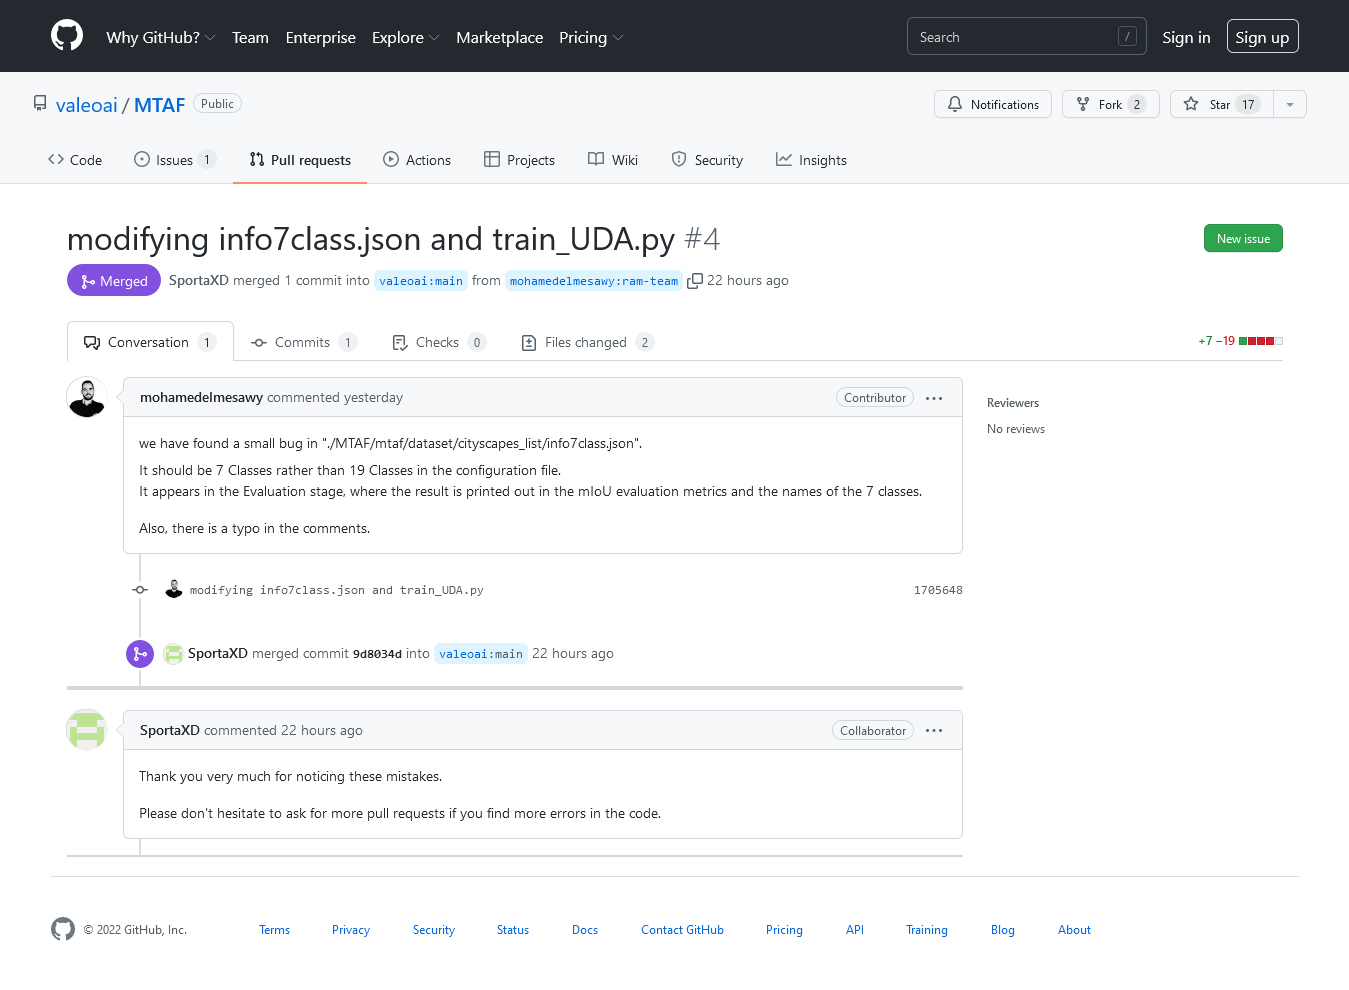 Why GitHub? Team Enterprise Explore Marketplace Pricing Search / Sign in Sign up
valeoai / MTAF Public Notifications Fork 2 Star 17
Code Issues 1 Pull requests Actions Projects Wiki Security Insights
modifying info7class.json and train_UDA.py #4 New issue
Merged SportaXD merged 1 commit into valeoai:main from mohamedelmesawy:ram-team 22 hours ago
Conversation 1 Commits 1 Checks 0 Files changed 2 +7 −19
mohamedelmesawy commented yesterday Contributor ...
Reviewers
No reviews
we have found a small bug in "./MTAF/mtaf/dataset/cityscapes_list/info7class.json".
It should be 7 Classes rather than 19 Classes in the configuration file.
It appears in the Evaluation stage, where the result is printed out in the mIoU evaluation metrics and the names of the 7 classes.
Also, there is a typo in the comments.
modifying info7class.json and train_UDA.py 1705648
SportaXD merged commit 9d8034d into valeoai:main 22 hours ago
SportaXD commented 22 hours ago Collaborator ...
Thank you very much for noticing these mistakes.
Please don't hesitate to ask for more pull requests if you find more errors in the code.
© 2022 GitHub, Inc. Terms Privacy Security Status Docs Contact GitHub Pricing API Training Blog About